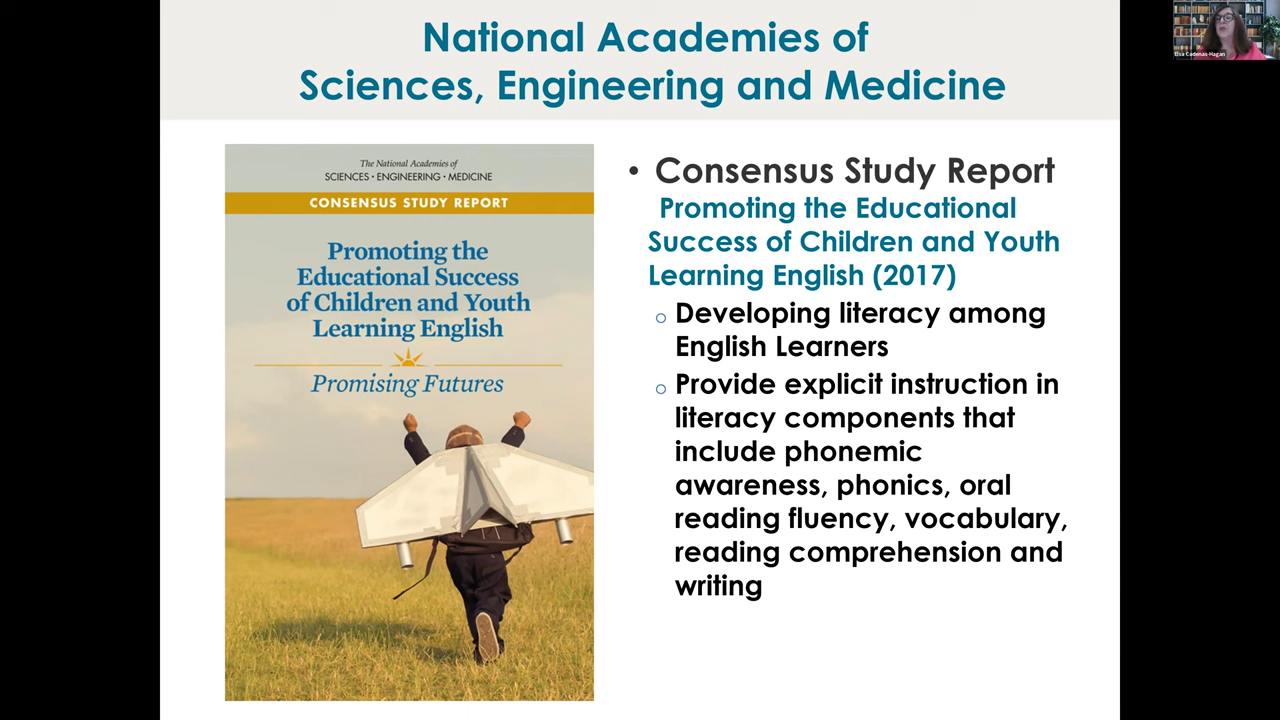 National Academies of
Sciences, Engineering and Medicine
Elsa Cadenas-Hagan
The National Academies of
SCIENCES • ENGINEERING • MEDICINE
CONSENSUS STUDY REPORT
Promoting the
Educational Success
of Children and Youth
Learning English
Promising Futures
• Consensus Study Report
Promoting the Educational
Success of Children and Youth
Learning English (2017)
o Developing literacy among
English Learners
o Provide explicit instruction in
literacy components that
include phonemic
awareness, phonics, oral
reading fluency, vocabulary,
reading comprehension and
writing